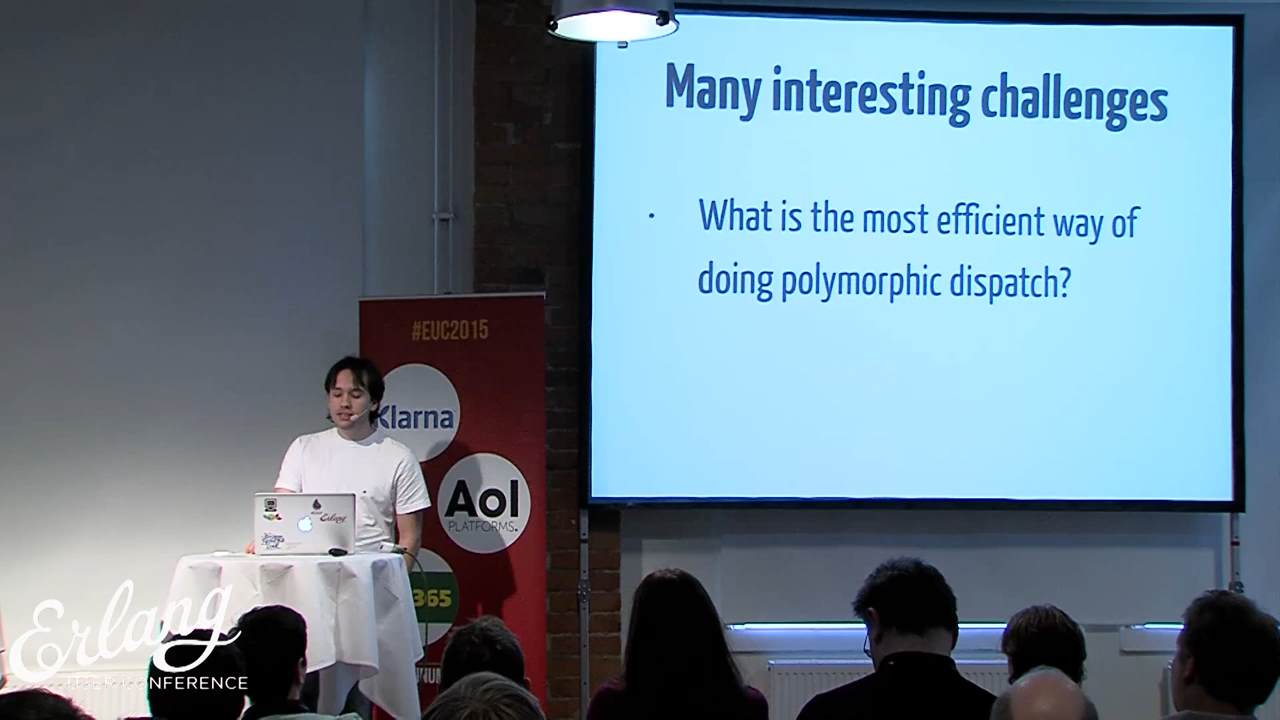 Many interesting challenges
· What is the most efficient way of
doing polymorphic dispatch?
#EUC2015
Klarna
Aol
PLATFORMS.
365
Erlang
Erlang
CONFERENCE